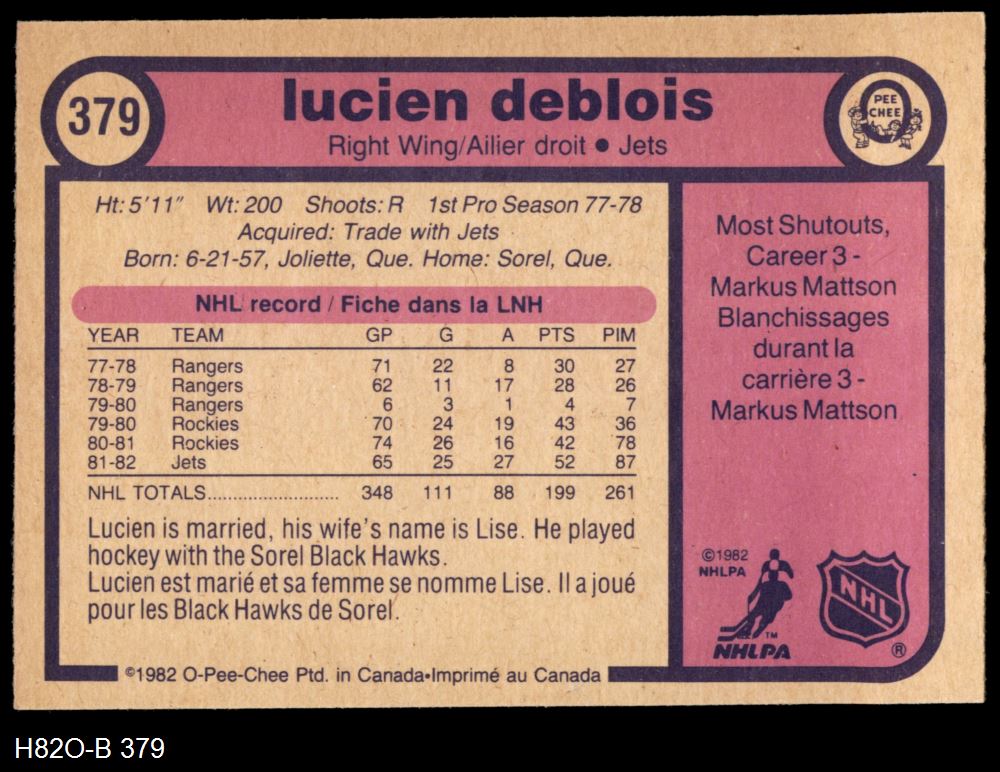 379
lucien deblois
Right Wing/Ailier droit ● Jets
PEE
CHEE
Ht: 5'11" Wt: 200 Shoots: R 1st Pro Season 77-78
Acquired: Trade with Jets
Born: 6-21-57, Joliette, Que. Home: Sorel, Que.
NHL record / Fiche dans la LNH
YEAR TEAM GP G A PTS PIM
77-78 Rangers 71 22 8 30 27
78-79 Rangers 62 11 17 28 26
79-80 Rangers 6 3 1 4 7
79-80 Rockies 70 24 19 43 36
80-81 Rockies 74 26 16 42 78
81-82 Jets 65 25 27 52 87
NHL TOTALS........................ 348 111 88 199 261
Lucien is married, his wife's name is Lise. He played
hockey with the Sorel Black Hawks.
Lucien est marié et sa femme se nomme Lise. Il a joué
pour les Black Hawks de Sorel.
Most Shutouts,
Career 3 -
Markus Mattson
Blanchissages
durant la
carrière 3 -
Markus Mattson
©1982
NHLPA
TM
NHLPA
NHL
®
©1982 O-Pee-Chee Ptd. in Canada•Imprimé au Canada
H82O-B 379